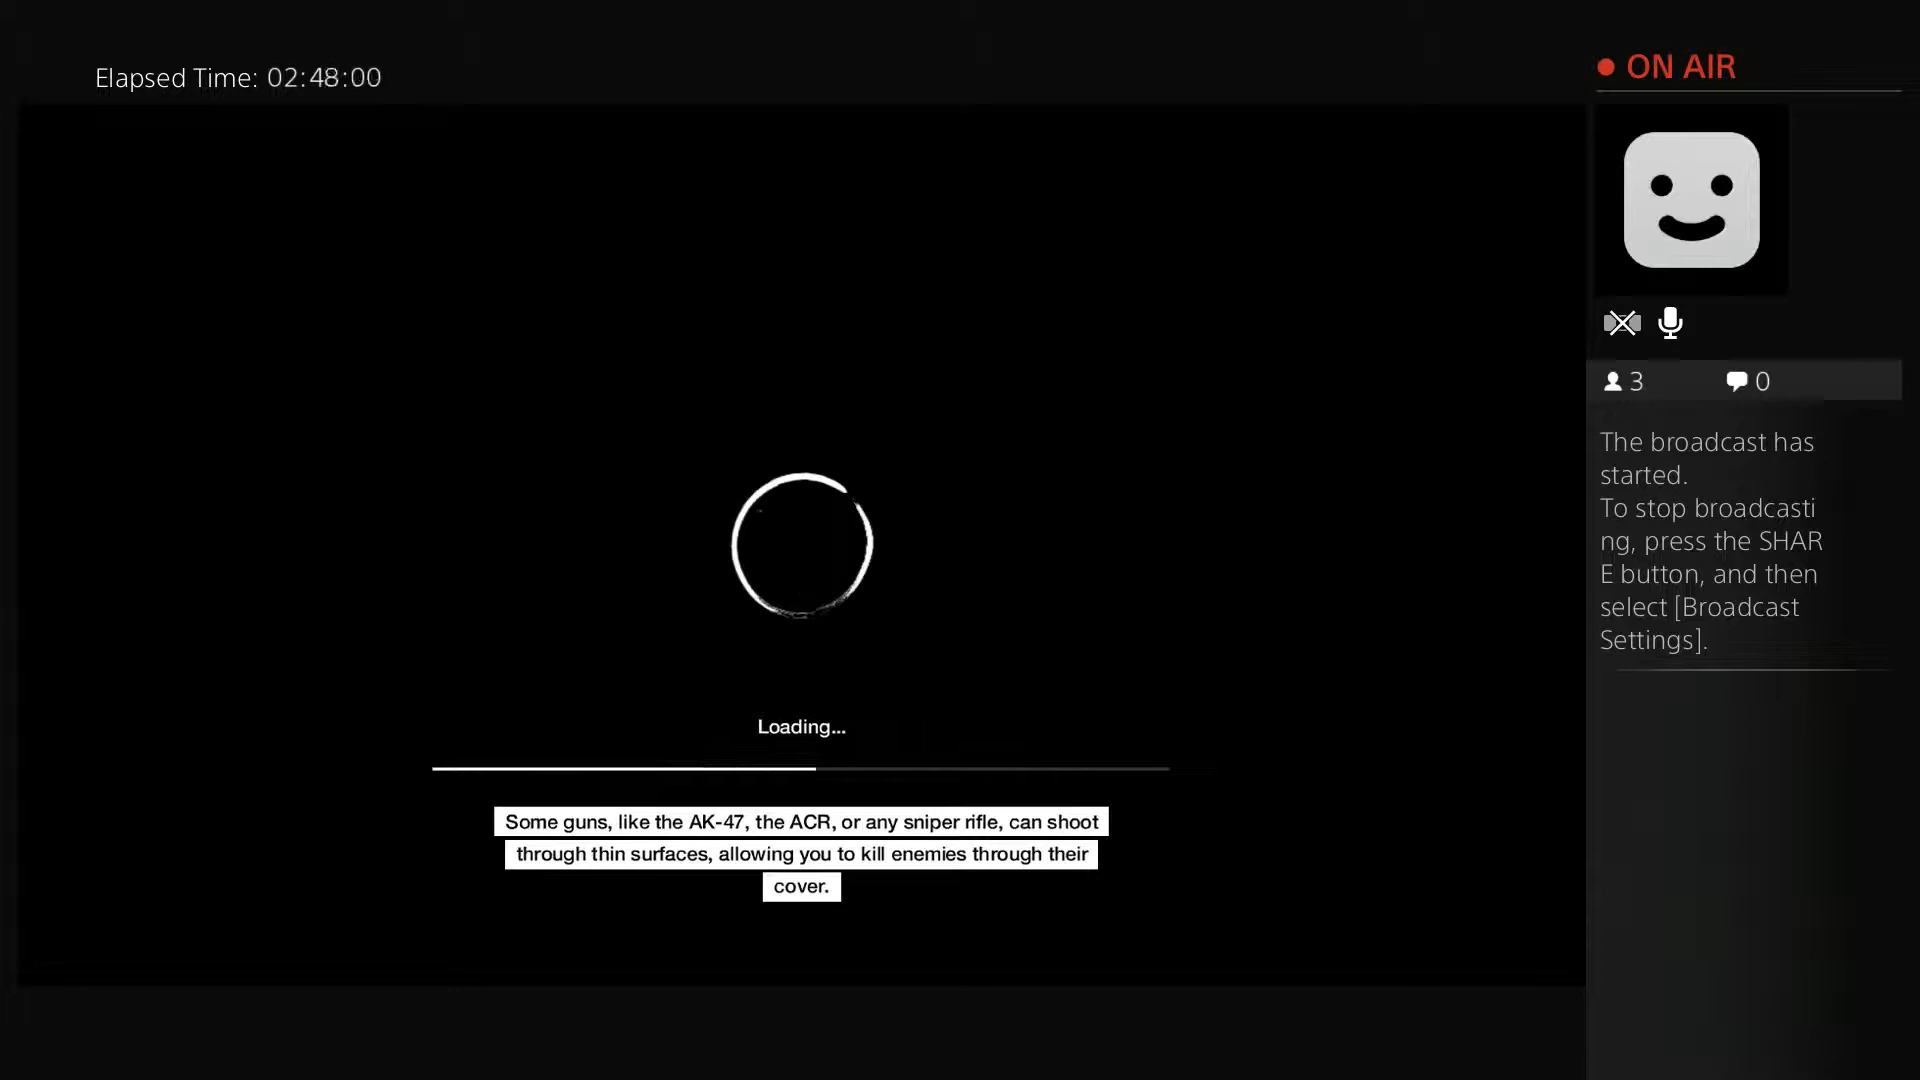 Elapsed Time: 02:48:00
ON AIR
3 0
The broadcast has
started.
To stop broadcasti
ng, press the SHAR
E button, and then
select [Broadcast
Settings].
Loading...
Some guns, like the AK-47, the ACR, or any sniper rifle, can shoot
through thin surfaces, allowing you to kill enemies through their
cover.